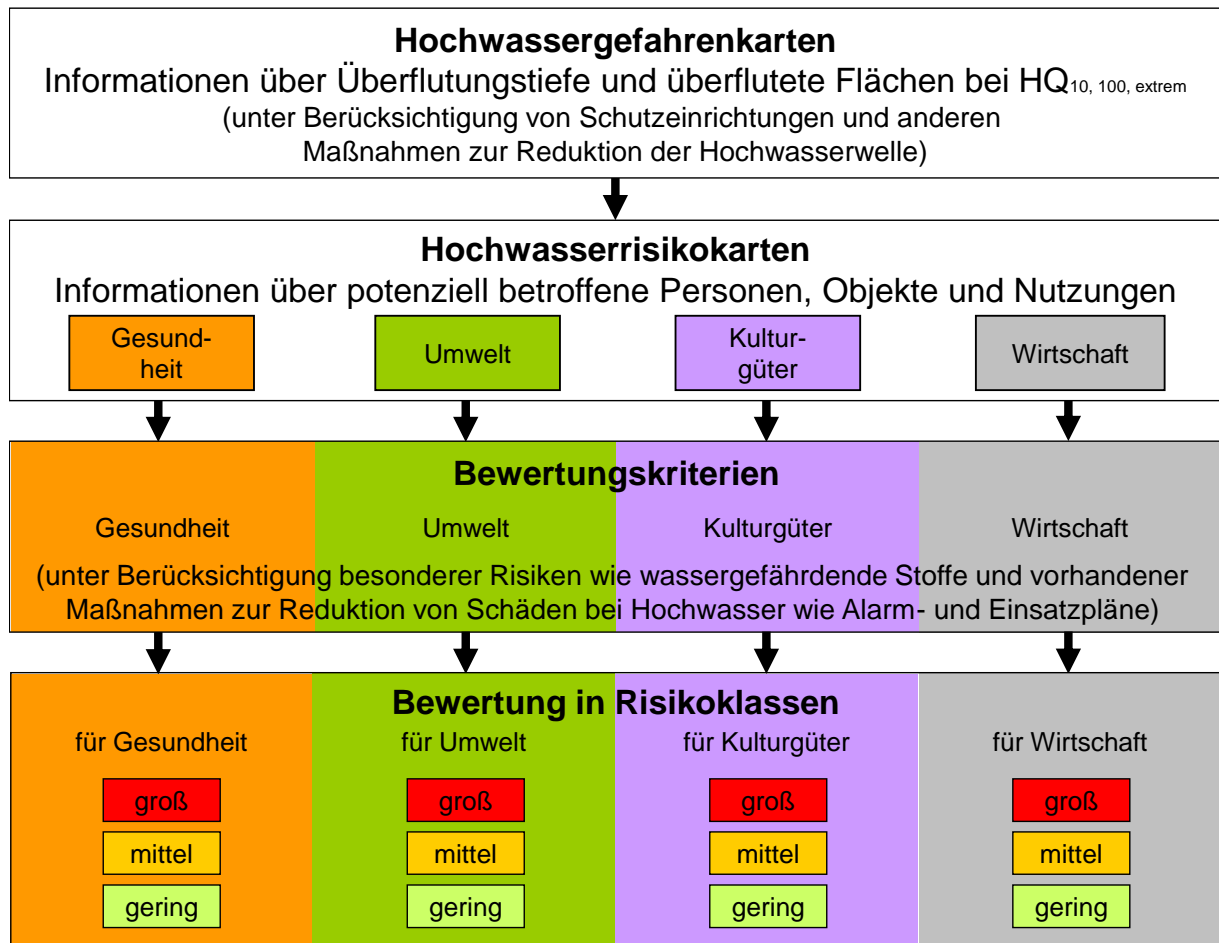 Hochwassergefahrenkarten
Informationen über Überflutungstiefe und überflutete Flächen bei HQ10, 100, extrem
(unter Berücksichtigung von Schutzeinrichtungen und anderen
Maßnahmen zur Reduktion der Hochwasserwelle)
Hochwasserrisikokarten
Informationen über potenziell betroffene Personen, Objekte und Nutzungen
Gesund-
heit
Umwelt
Kultur-
güter
Wirtschaft
Bewertungskriterien
Gesundheit Umwelt Kulturgüter Wirtschaft
(unter Berücksichtigung besonderer Risiken wie wassergefährdende Stoffe und vorhandener
Maßnahmen zur Reduktion von Schäden bei Hochwasser wie Alarm- und Einsatzpläne)
Bewertung in Risikoklassen
für Gesundheit für Umwelt für Kulturgüter für Wirtschaft
groß groß groß groß
mittel mittel mittel mittel
gering gering gering gering